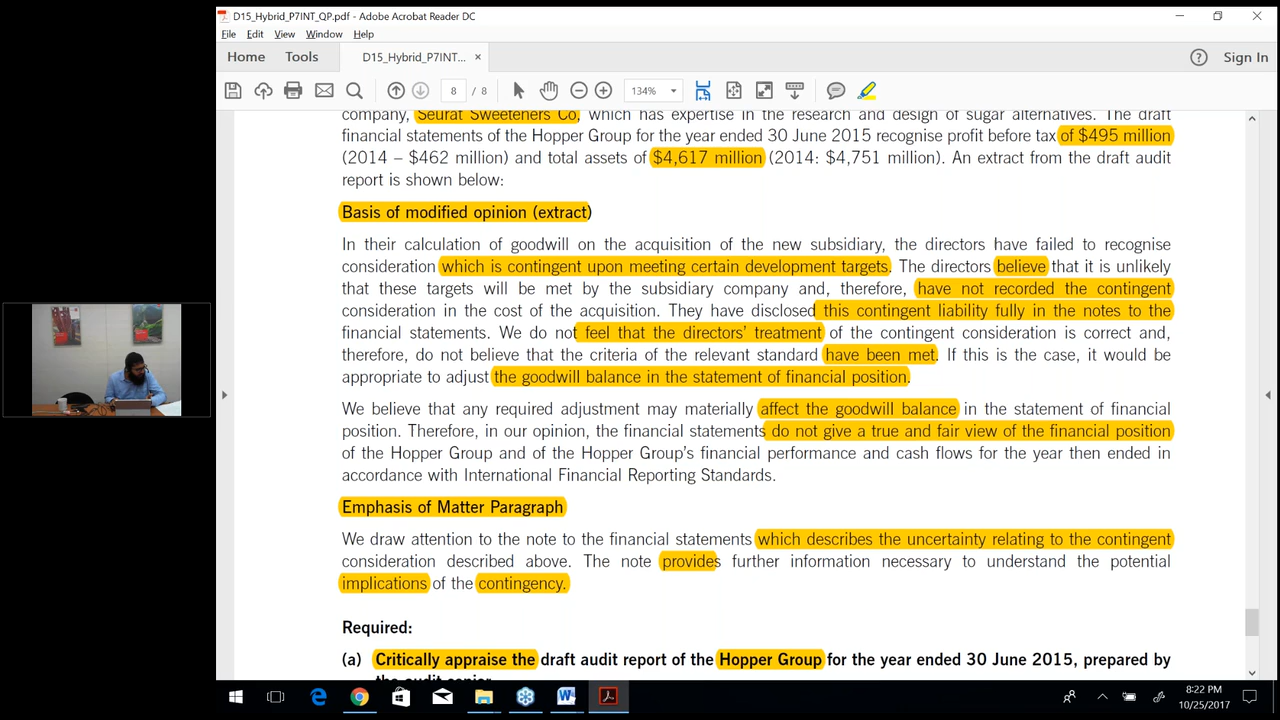 D15_Hybrid_P7INT_QP.pdf - Adobe Acrobat Reader DC
File Edit View Window Help
Home Tools D15_Hybrid_P7INT... × Sign In
8 / 8 134%
company, Seurat Sweeteners Co, which has expertise in the research and design of sugar alternatives. The draft
financial statements of the Hopper Group for the year ended 30 June 2015 recognise profit before tax of $495 million
(2014 – $462 million) and total assets of $4,617 million (2014: $4,751 million). An extract from the draft audit
report is shown below:
Basis of modified opinion (extract)
In their calculation of goodwill on the acquisition of the new subsidiary, the directors have failed to recognise
consideration which is contingent upon meeting certain development targets. The directors believe that it is unlikely
that these targets will be met by the subsidiary company and, therefore, have not recorded the contingent
consideration in the cost of the acquisition. They have disclosed this contingent liability fully in the notes to the
financial statements. We do not feel that the directors’ treatment of the contingent consideration is correct and,
therefore, do not believe that the criteria of the relevant standard have been met. If this is the case, it would be
appropriate to adjust the goodwill balance in the statement of financial position.
We believe that any required adjustment may materially affect the goodwill balance in the statement of financial
position. Therefore, in our opinion, the financial statements do not give a true and fair view of the financial position
of the Hopper Group and of the Hopper Group’s financial performance and cash flows for the year then ended in
accordance with International Financial Reporting Standards.
Emphasis of Matter Paragraph
We draw attention to the note to the financial statements which describes the uncertainty relating to the contingent
consideration described above. The note provides further information necessary to understand the potential
implications of the contingency.
Required:
(a) Critically appraise the draft audit report of the Hopper Group for the year ended 30 June 2015, prepared by
the audit senior
8:22 PM
10/25/2017